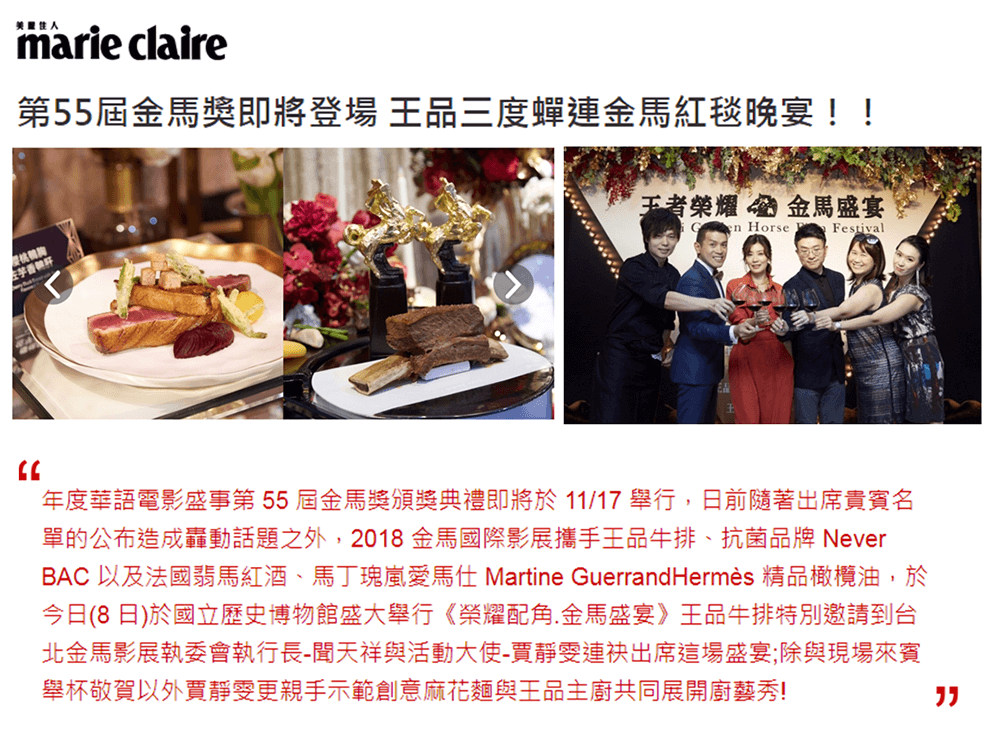 美麗佳人
marie claire
第55屆金馬獎即將登場 王品三度蟬連金馬紅毯晚宴！！
王者榮耀 金馬盛宴
en Horse Festival
“
年度華語電影盛事第 55 屆金馬獎頒獎典禮即將於 11/17 舉行，日前隨著出席貴賓名
單的公布造成轟動話題之外，2018 金馬國際影展攜手王品牛排、抗菌品牌 Never
BAC 以及法國翡馬紅酒、馬丁瑰嵐愛馬仕 Martine GuerrandHermès 精品橄欖油，於
今日(8 日)於國立歷史博物館盛大舉行《榮耀配角.金馬盛宴》王品牛排特別邀請到台
北金馬影展執委會執行長-聞天祥與活動大使-賈靜雯連袂出席這場盛宴;除與現場來賓
舉杯敬賀以外賈靜雯更親手示範創意麻花麵與王品主廚共同展開廚藝秀!
”